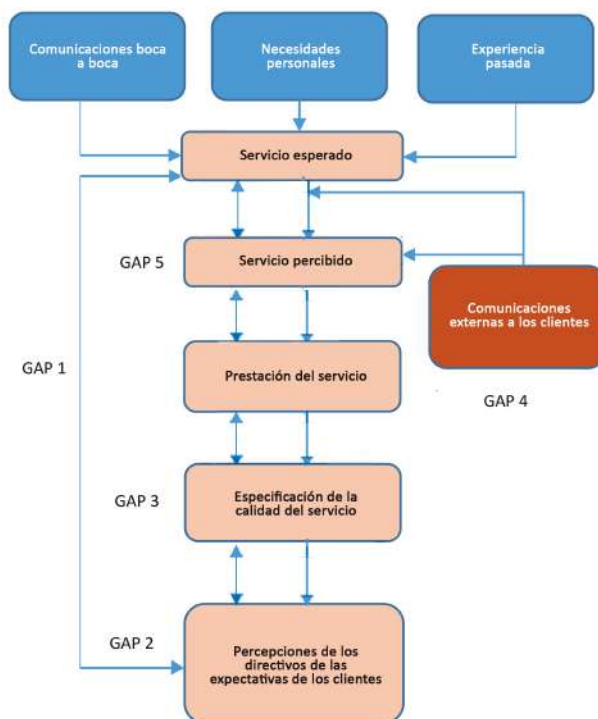 Comunicaciones boca
a boca
Necesidades
personales
Experiencia
pasada
Servicio esperado
GAP 5
Servicio percibido
Comunicaciones
externas a los clientes
GAP 1
Prestación del servicio
GAP 4
GAP 3
Especificación de la
calidad del servicio
GAP 2
Percepciones de los
directivos de las
expectativas de los clientes